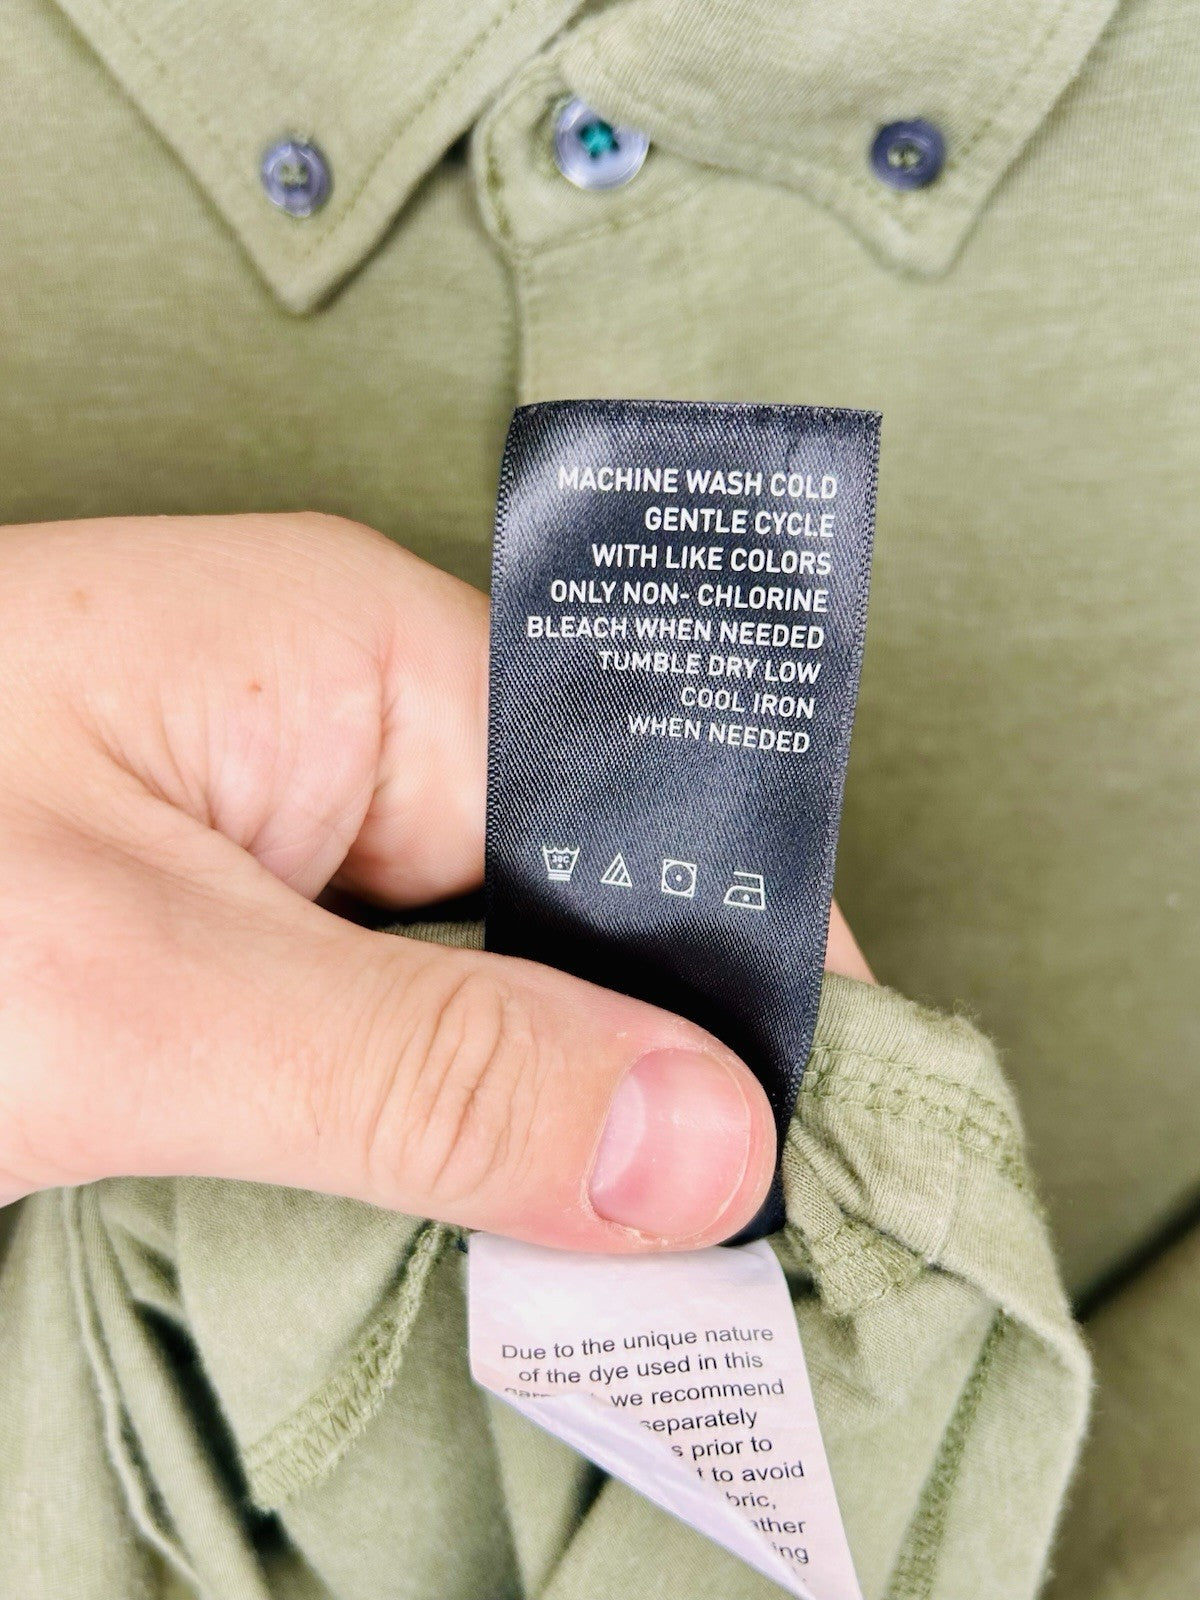 MACHINE WASH COLD
GENTLE CYCLE
WITH LIKE COLORS
ONLY NON- CHLORINE
BLEACH WHEN NEEDED
TUMBLE DRY LOW
COOL IRON
WHEN NEEDED
30C
Due to the unique nature
of the dye used in this
we recommend
separately
prior to
to avoid